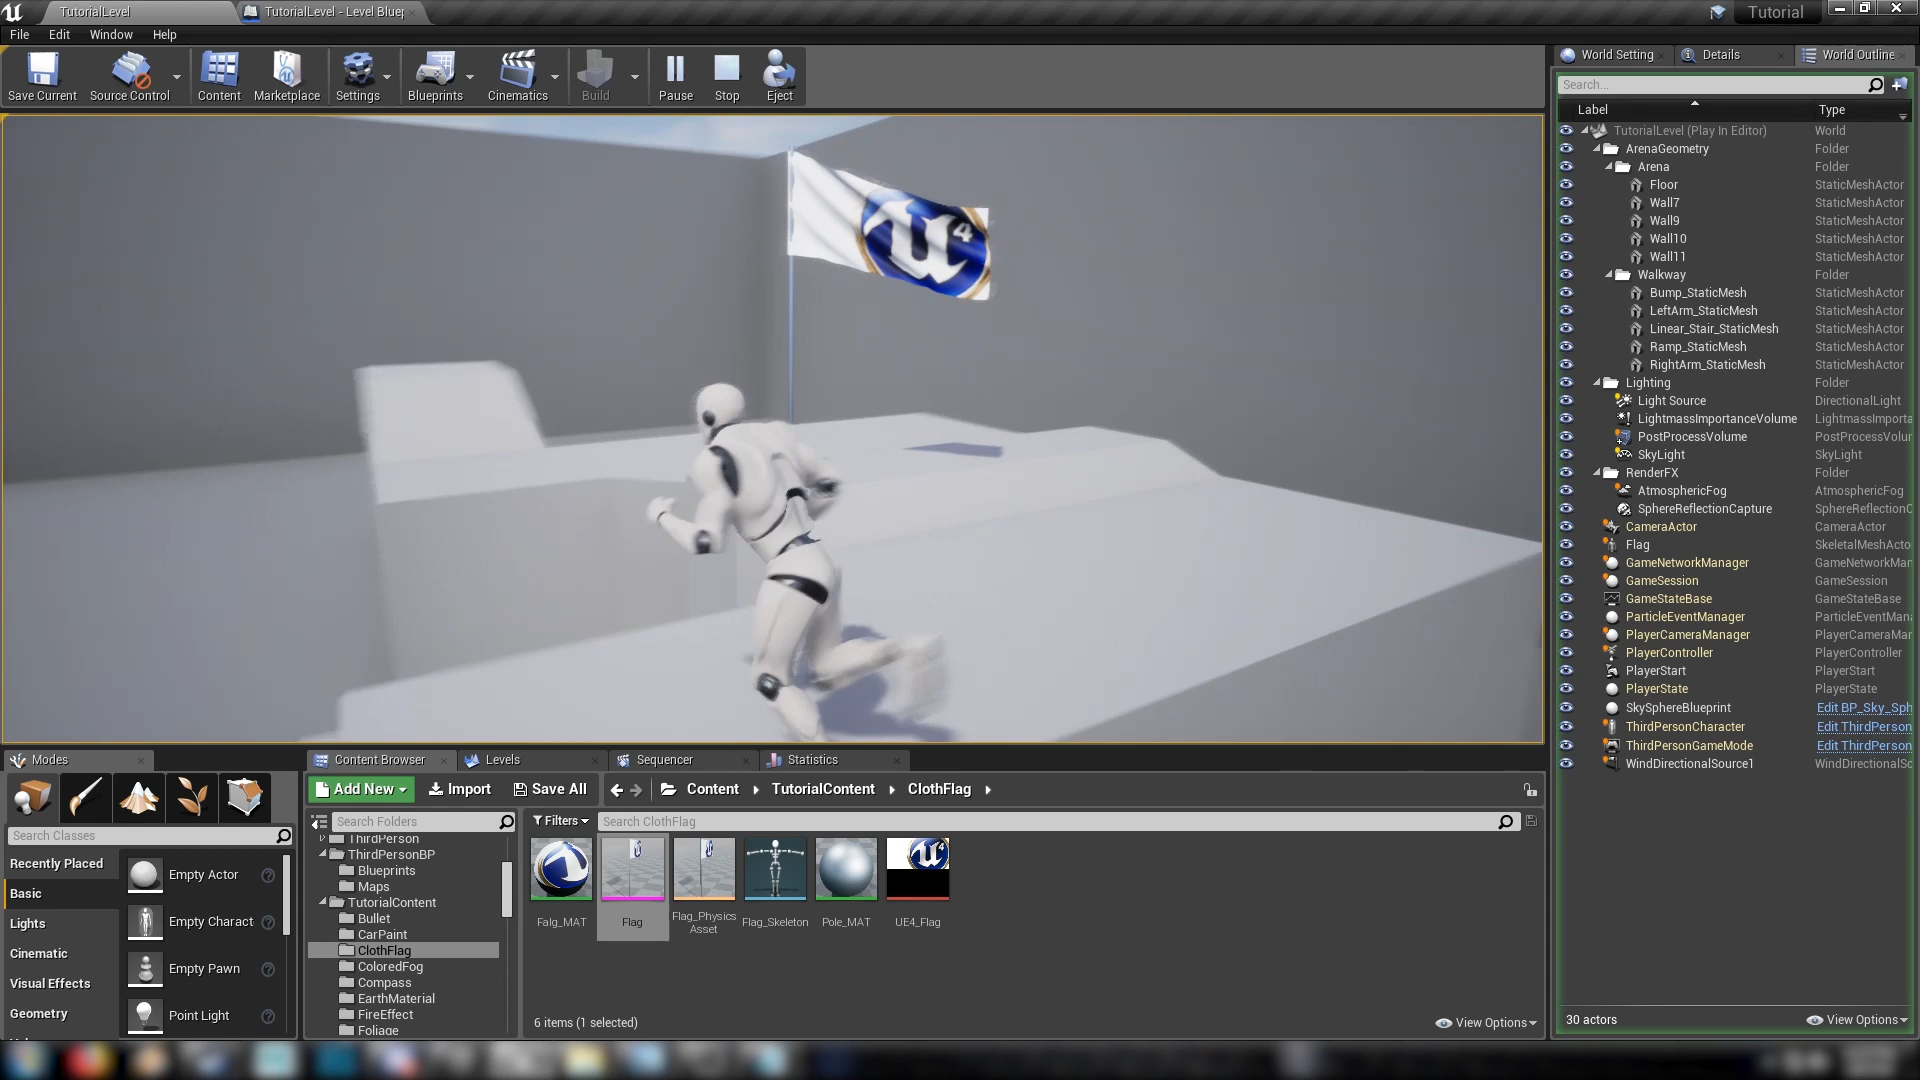 TutorialLevel
TutorialLevel - Level Bluep
Tutorial
File Edit Window Help
Save Current
Source Control
Content
Marketplace
Settings
Blueprints
Cinematics
Build
Pause
Stop
Eject
World Setting
Details
World Outline
Search...
Label Type
TutorialLevel (Play In Editor) World
ArenaGeometry Folder
Arena Folder
Floor StaticMeshActor
Wall7 StaticMeshActor
Wall9 StaticMeshActor
Wall10 StaticMeshActor
Wall11 StaticMeshActor
Walkway Folder
Bump_StaticMesh StaticMeshActor
LeftArm_StaticMesh StaticMeshActor
Linear_Stair_StaticMesh StaticMeshActor
Ramp_StaticMesh StaticMeshActor
RightArm_StaticMesh StaticMeshActor
Lighting Folder
Light Source DirectionalLight
LightmassImportanceVolume LightmassImporta
PostProcessVolume PostProcessVolur
SkyLight SkyLight
RenderFX Folder
AtmosphericFog AtmosphericFog
SphereReflectionCapture SphereReflectionC
CameraActor CameraActor
Flag SkeletalMeshActo
GameNetworkManager GameNetworkMar
GameSession GameSession
GameStateBase GameStateBase
ParticleEventManager ParticleEventMan
PlayerCameraManager PlayerCameraMar
PlayerController PlayerController
PlayerStart PlayerStart
PlayerState PlayerState
SkySphereBlueprint Edit BP_Sky_Sph
ThirdPersonCharacter Edit ThirdPerson
ThirdPersonGameMode Edit ThirdPerson
WindDirectionalSource1 WindDirectionalSc
30 actors
View Options
4
Modes
Search Classes
Recently Placed
Basic
Lights
Cinematic
Visual Effects
Geometry
Empty Actor
Empty Charact
Empty Pawn
Point Light
Content Browser
Levels
Sequencer
Statistics
Add New
Import
Save All
Content
TutorialContent
ClothFlag
Search Folders
ThirdPerson
ThirdPersonBP
Blueprints
Maps
TutorialContent
Bullet
CarPaint
ClothFlag
ColoredFog
Compass
EarthMaterial
FireEffect
Foliage
Filters
Search ClothFlag
Falg_MAT
Flag
Flag_Physics
Asset
Flag_Skeleton
Pole_MAT
UE4_Flag
6 items (1 selected)
View Options